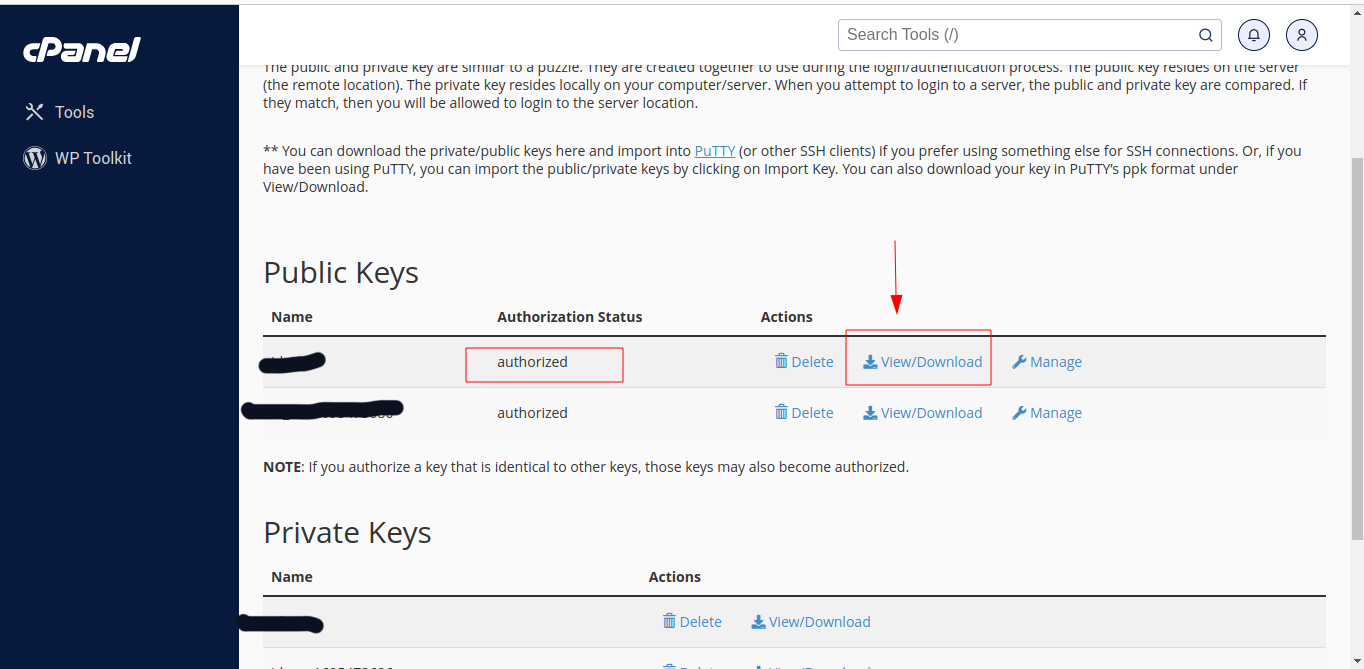 cPanel
Search Tools (/)
Tools
WP Toolkit
The public and private key are similar to a puzzle. They are created together to use during the login/authentication process. The public key resides on the server
(the remote location). The private key resides locally on your computer/server. When you attempt to login to a server, the public and private key are compared. If
they match, then you will be allowed to login to the server location.
** You can download the private/public keys here and import into PuTTY (or other SSH clients) if you prefer using something else for SSH connections. Or, if you
have been using PuTTY, you can import the public/private keys by clicking on Import Key. You can also download your key in PuTTY's ppk format under
View/Download.
Public Keys
Name Authorization Status Actions
authorized Delete View/Download Manage
authorized Delete View/Download Manage
NOTE: If you authorize a key that is identical to other keys, those keys may also become authorized.
Private Keys
Name Actions
Delete View/Download